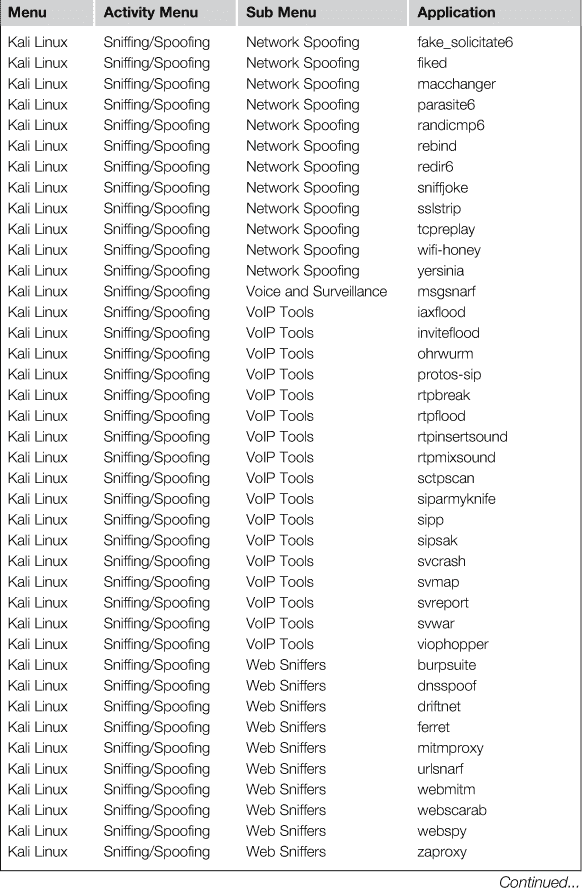 Menu Activity Menu Sub Menu Application
Kali Linux Sniffing/Spoofing Network Spoofing fake_solicitate6
Kali Linux Sniffing/Spoofing Network Spoofing fiked
Kali Linux Sniffing/Spoofing Network Spoofing macchanger
Kali Linux Sniffing/Spoofing Network Spoofing parasite6
Kali Linux Sniffing/Spoofing Network Spoofing randicmp6
Kali Linux Sniffing/Spoofing Network Spoofing rebind
Kali Linux Sniffing/Spoofing Network Spoofing redir6
Kali Linux Sniffing/Spoofing Network Spoofing sniffjoke
Kali Linux Sniffing/Spoofing Network Spoofing sslstrip
Kali Linux Sniffing/Spoofing Network Spoofing tcpreplay
Kali Linux Sniffing/Spoofing Network Spoofing wifi-honey
Kali Linux Sniffing/Spoofing Network Spoofing yersinia
Kali Linux Sniffing/Spoofing Voice and Surveillance msgsnarf
Kali Linux Sniffing/Spoofing VoIP Tools iaxflood
Kali Linux Sniffing/Spoofing VoIP Tools inviteflood
Kali Linux Sniffing/Spoofing VoIP Tools ohrwurm
Kali Linux Sniffing/Spoofing VoIP Tools protos-sip
Kali Linux Sniffing/Spoofing VoIP Tools rtpbreak
Kali Linux Sniffing/Spoofing VoIP Tools rtpflood
Kali Linux Sniffing/Spoofing VoIP Tools rtpinsertsound
Kali Linux Sniffing/Spoofing VoIP Tools rtpmixsound
Kali Linux Sniffing/Spoofing VoIP Tools sctpscan
Kali Linux Sniffing/Spoofing VoIP Tools siparmyknife
Kali Linux Sniffing/Spoofing VoIP Tools sipp
Kali Linux Sniffing/Spoofing VoIP Tools sipsak
Kali Linux Sniffing/Spoofing VoIP Tools svcrash
Kali Linux Sniffing/Spoofing VoIP Tools svmap
Kali Linux Sniffing/Spoofing VoIP Tools svreport
Kali Linux Sniffing/Spoofing VoIP Tools svwar
Kali Linux Sniffing/Spoofing VoIP Tools viophopper
Kali Linux Sniffing/Spoofing Web Sniffers burpsuite
Kali Linux Sniffing/Spoofing Web Sniffers dnsspoof
Kali Linux Sniffing/Spoofing Web Sniffers driftnet
Kali Linux Sniffing/Spoofing Web Sniffers ferret
Kali Linux Sniffing/Spoofing Web Sniffers mitmproxy
Kali Linux Sniffing/Spoofing Web Sniffers urlsnarf
Kali Linux Sniffing/Spoofing Web Sniffers webmitm
Kali Linux Sniffing/Spoofing Web Sniffers webscarab
Kali Linux Sniffing/Spoofing Web Sniffers webspy
Kali Linux Sniffing/Spoofing Web Sniffers zaproxy
Continued...